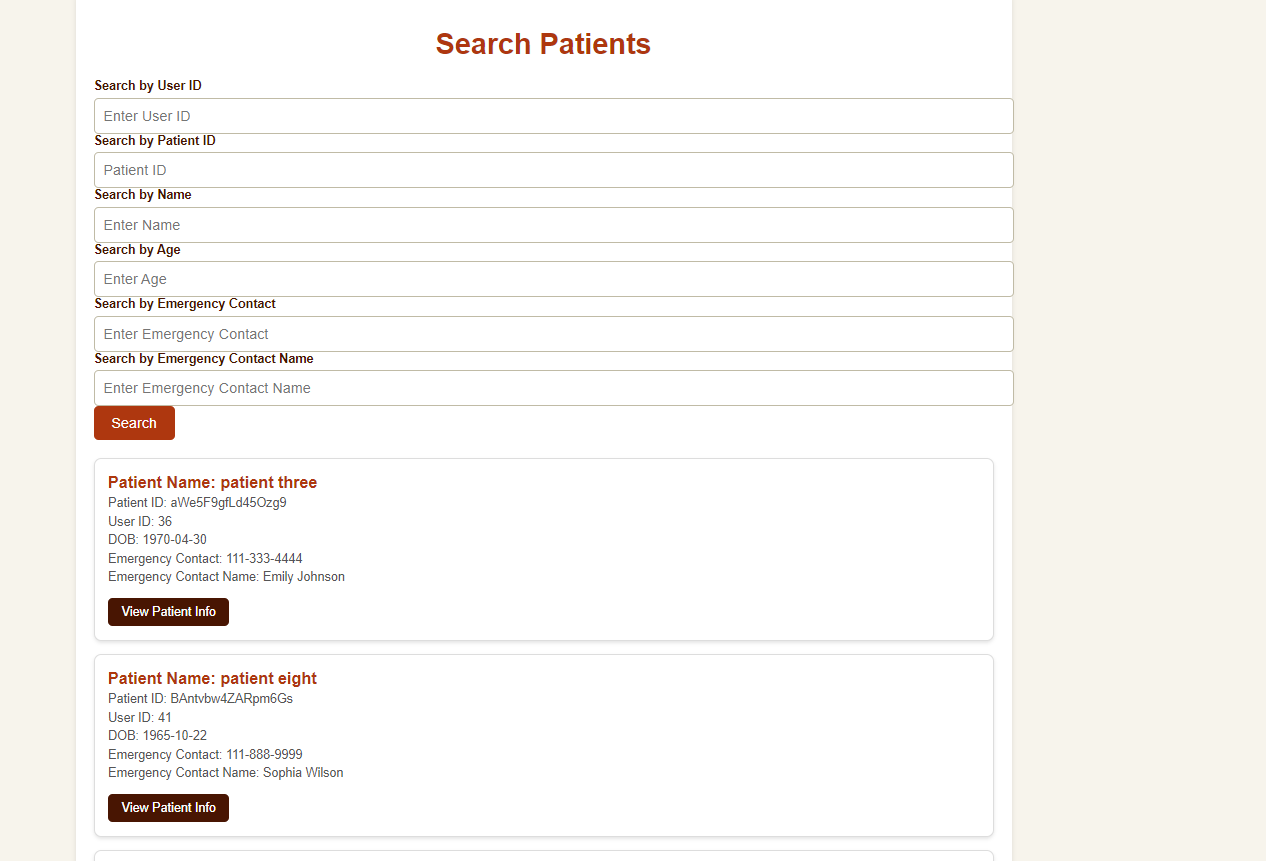 Search Patients
Search by User ID
Enter User ID
Search by Patient ID
Patient ID
Search by Name
Enter Name
Search by Age
Enter Age
Search by Emergency Contact
Enter Emergency Contact
Search by Emergency Contact Name
Enter Emergency Contact Name
Search
Patient Name: patient three
Patient ID: aWe5F9gfLd45Ozg9
User ID: 36
DOB: 1970-04-30
Emergency Contact: 111-333-4444
Emergency Contact Name: Emily Johnson
View Patient Info
Patient Name: patient eight
Patient ID: BAntvbw4ZARpm6Gs
User ID: 41
DOB: 1965-10-22
Emergency Contact: 111-888-9999
Emergency Contact Name: Sophia Wilson
View Patient Info